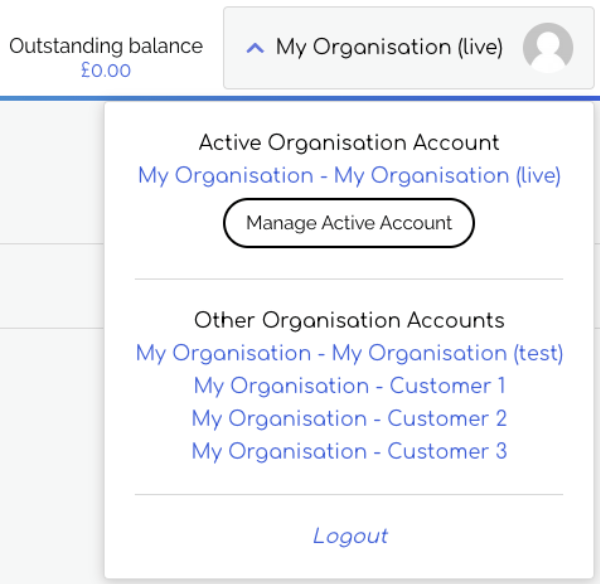 Outstanding balance
£0.00
My Organisation (live)
Active Organisation Account
My Organisation - My Organisation (live)
Manage Active Account
Other Organisation Accounts
My Organisation - My Organisation (test)
My Organisation - Customer 1
My Organisation - Customer 2
My Organisation - Customer 3
Logout